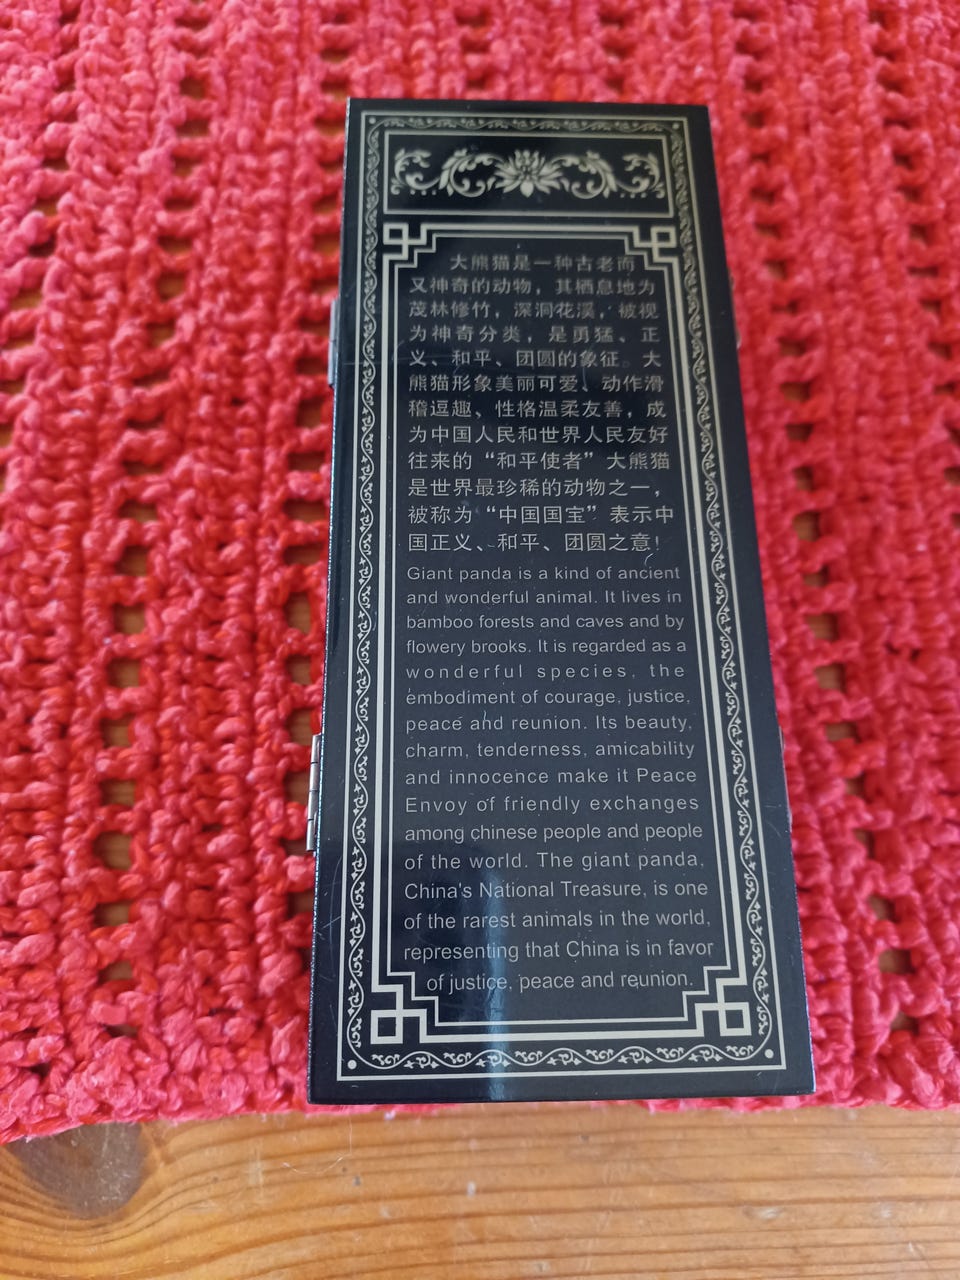 大熊猫是一种古老而
又神奇的动物，其栖息地为
茂林修竹，深洞花溪，被视
为神奇分类，是勇猛、正
义、和平、团圆的象征。大
熊猫形象美丽可爱、动作滑
稽逗趣、性格温柔友善，成
为中国人民和世界人民友好
往来的“和平使者”大熊猫
是世界最珍稀的动物之一，
被称为“中国国宝”表示中
国正义、和平、团圆之意！
Giant panda is a kind of ancient
and wonderful animal. It lives in
bamboo forests and caves and by
flowery brooks. It is regarded as a
wonderful species, the
embodiment of courage, justice,
peace and reunion. Its beauty,
charm, tenderness, amicability
and innocence make it Peace
Envoy of friendly exchanges
among chinese people and people
of the world. The giant panda,
China's National Treasure, is one
of the rarest animals in the world,
representing that China is in favor
of justice, peace and reunion.